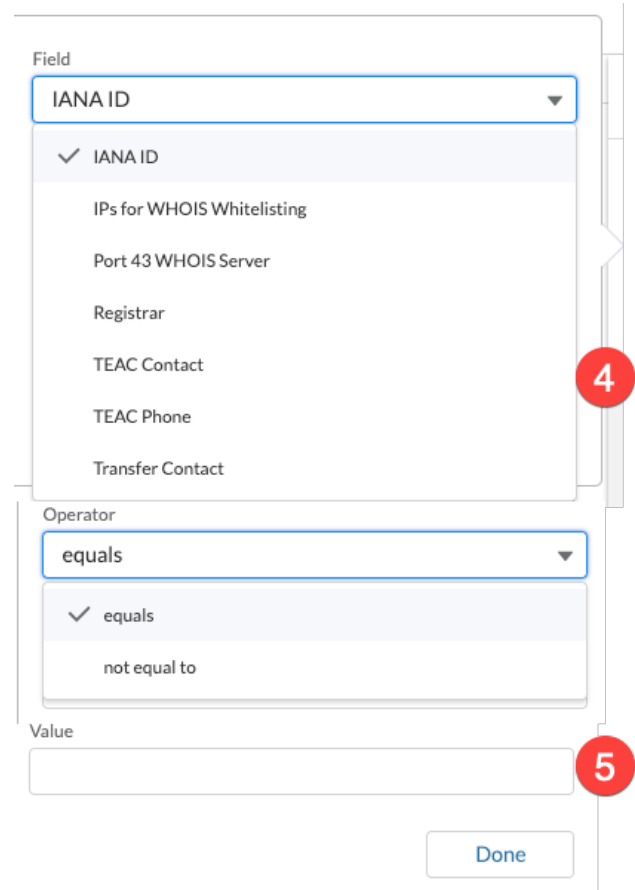 Field
IANA ID
IANA ID
IPs for WHOIS Whitelisting
Port 43 WHOIS Server
Registrar
TEAC Contact
4
TEAC Phone
Transfer Contact
Operator
equals
equals
not equal to
Value
5
Done